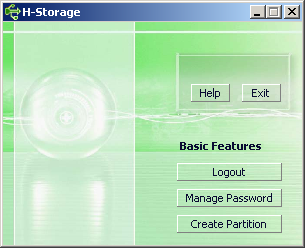 H-Storage
Help Exit
Basic Features
Logout
Manage Password
Create Partition